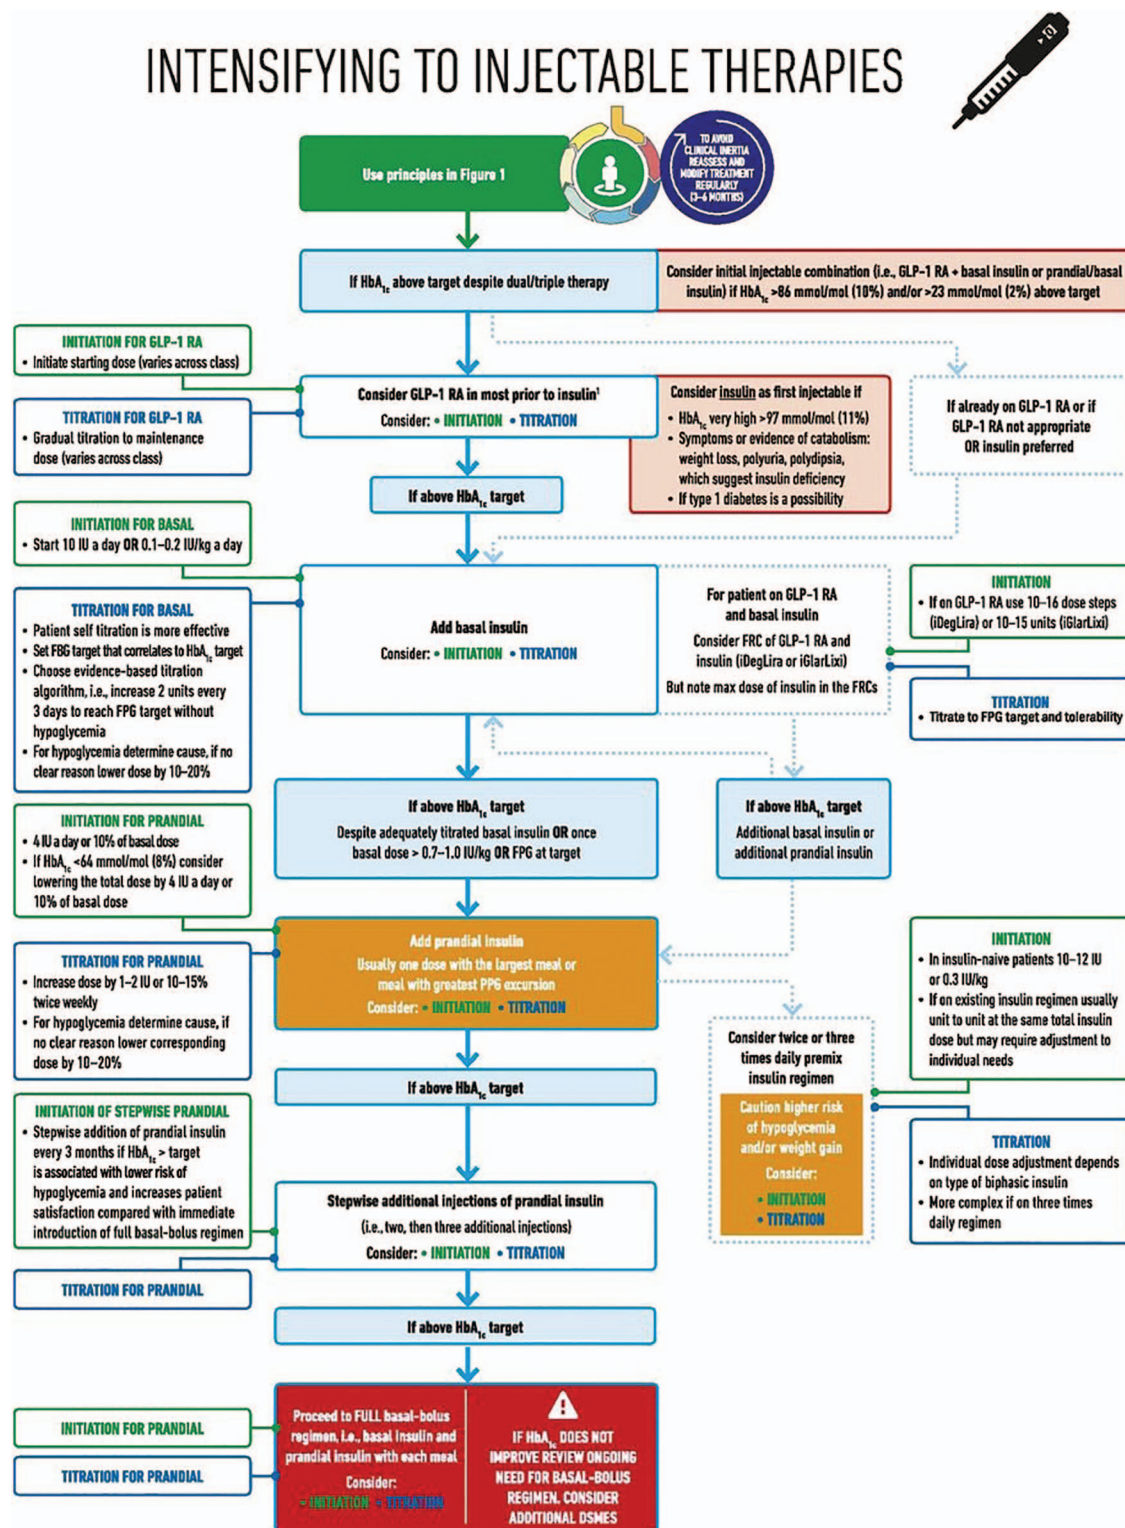 INTENSIFYING TO INJECTABLE THERAPIES
Use principles in Figure 1
TO AVOID
CLINICAL INERTIA
REASSESS AND
MODIFY TREATMENT
REGULARLY
(3–6 MONTHS)
If HbA1c above target despite dual/triple therapy
Consider initial injectable combination (i.e., GLP-1 RA + basal insulin or prandial/basal
insulin) if HbA1c >86 mmol/mol (10%) and/or >23 mmol/mol (2%) above target
INITIATION FOR GLP-1 RA
• Initiate starting dose (varies across class)
TITRATION FOR GLP-1 RA
• Gradual titration to maintenance
dose (varies across class)
Consider GLP-1 RA in most prior to insulin1
Consider: • INITIATION • TITRATION
Consider insulin as first injectable if
• HbA1c very high >97 mmol/mol (11%)
• Symptoms or evidence of catabolism:
weight loss, polyuria, polydipsia,
which suggest insulin deficiency
• If type 1 diabetes is a possibility
If already on GLP-1 RA or if
GLP-1 RA not appropriate
OR insulin preferred
If above HbA1c target
INITIATION FOR BASAL
• Start 10 IU a day OR 0.1–0.2 IU/kg a day
TITRATION FOR BASAL
• Patient self titration is more effective
• Set FBG target that correlates to HbA1c target
• Choose evidence-based titration
algorithm, i.e., increase 2 units every
3 days to reach FPG target without
hypoglycemia
• For hypoglycemia determine cause, if no
clear reason lower dose by 10–20%
Add basal insulin
Consider: • INITIATION • TITRATION
For patient on GLP-1 RA
and basal insulin
Consider FRC of GLP-1 RA and
insulin (iDegLira or iGlarLixi)
But note max dose of insulin in the FRCs
INITIATION
• If on GLP-1 RA use 10–16 dose steps
(iDegLira) or 10–15 units (iGlarLixi)
TITRATION
• Titrate to FPG target and tolerability
If above HbA1c target
Despite adequately titrated basal insulin OR once
basal dose > 0.7–1.0 IU/kg OR FPG at target
If above HbA1c target
Additional basal insulin or
additional prandial insulin
INITIATION FOR PRANDIAL
• 4 IU a day or 10% of basal dose
• If HbA1c <64 mmol/mol (8%) consider
lowering the total dose by 4 IU a day or
10% of basal dose
TITRATION FOR PRANDIAL
• Increase dose by 1–2 IU or 10–15%
twice weekly
• For hypoglycemia determine cause, if
no clear reason lower corresponding
dose by 10–20%
Add prandial insulin
Usually one dose with the largest meal or
meal with greatest PPG excursion
Consider: • INITIATION • TITRATION
Consider twice or three
times daily premix
insulin regimen
Caution higher risk
of hypoglycemia
and/or weight gain
Consider:
• INITIATION
• TITRATION
INITIATION
• In insulin-naive patients 10–12 IU
or 0.3 IU/kg
• If on existing insulin regimen usually
unit to unit at the same total insulin
dose but may require adjustment to
individual needs
TITRATION
• Individual dose adjustment depends
on type of biphasic insulin
• More complex if on three times
daily regimen
If above HbA1c target
INITIATION OF STEPWISE PRANDIAL
• Stepwise addition of prandial insulin
every 3 months if HbA1c > target
is associated with lower risk of
hypoglycemia and increases patient
satisfaction compared with immediate
introduction of full basal-bolus regimen
TITRATION FOR PRANDIAL
Stepwise additional injections of prandial insulin
(i.e., two, then three additional injections)
Consider: • INITIATION • TITRATION
If above HbA1c target
INITIATION FOR PRANDIAL
TITRATION FOR PRANDIAL
Proceed to FULL basal-bolus
regimen, i.e., basal insulin and
prandial insulin with each meal
Consider:
• INITIATION • TITRATION
IF HbA1c DOES NOT
IMPROVE REVIEW ONGOING
NEED FOR BASAL-BOLUS
REGIMEN. CONSIDER
ADDITIONAL DSMES